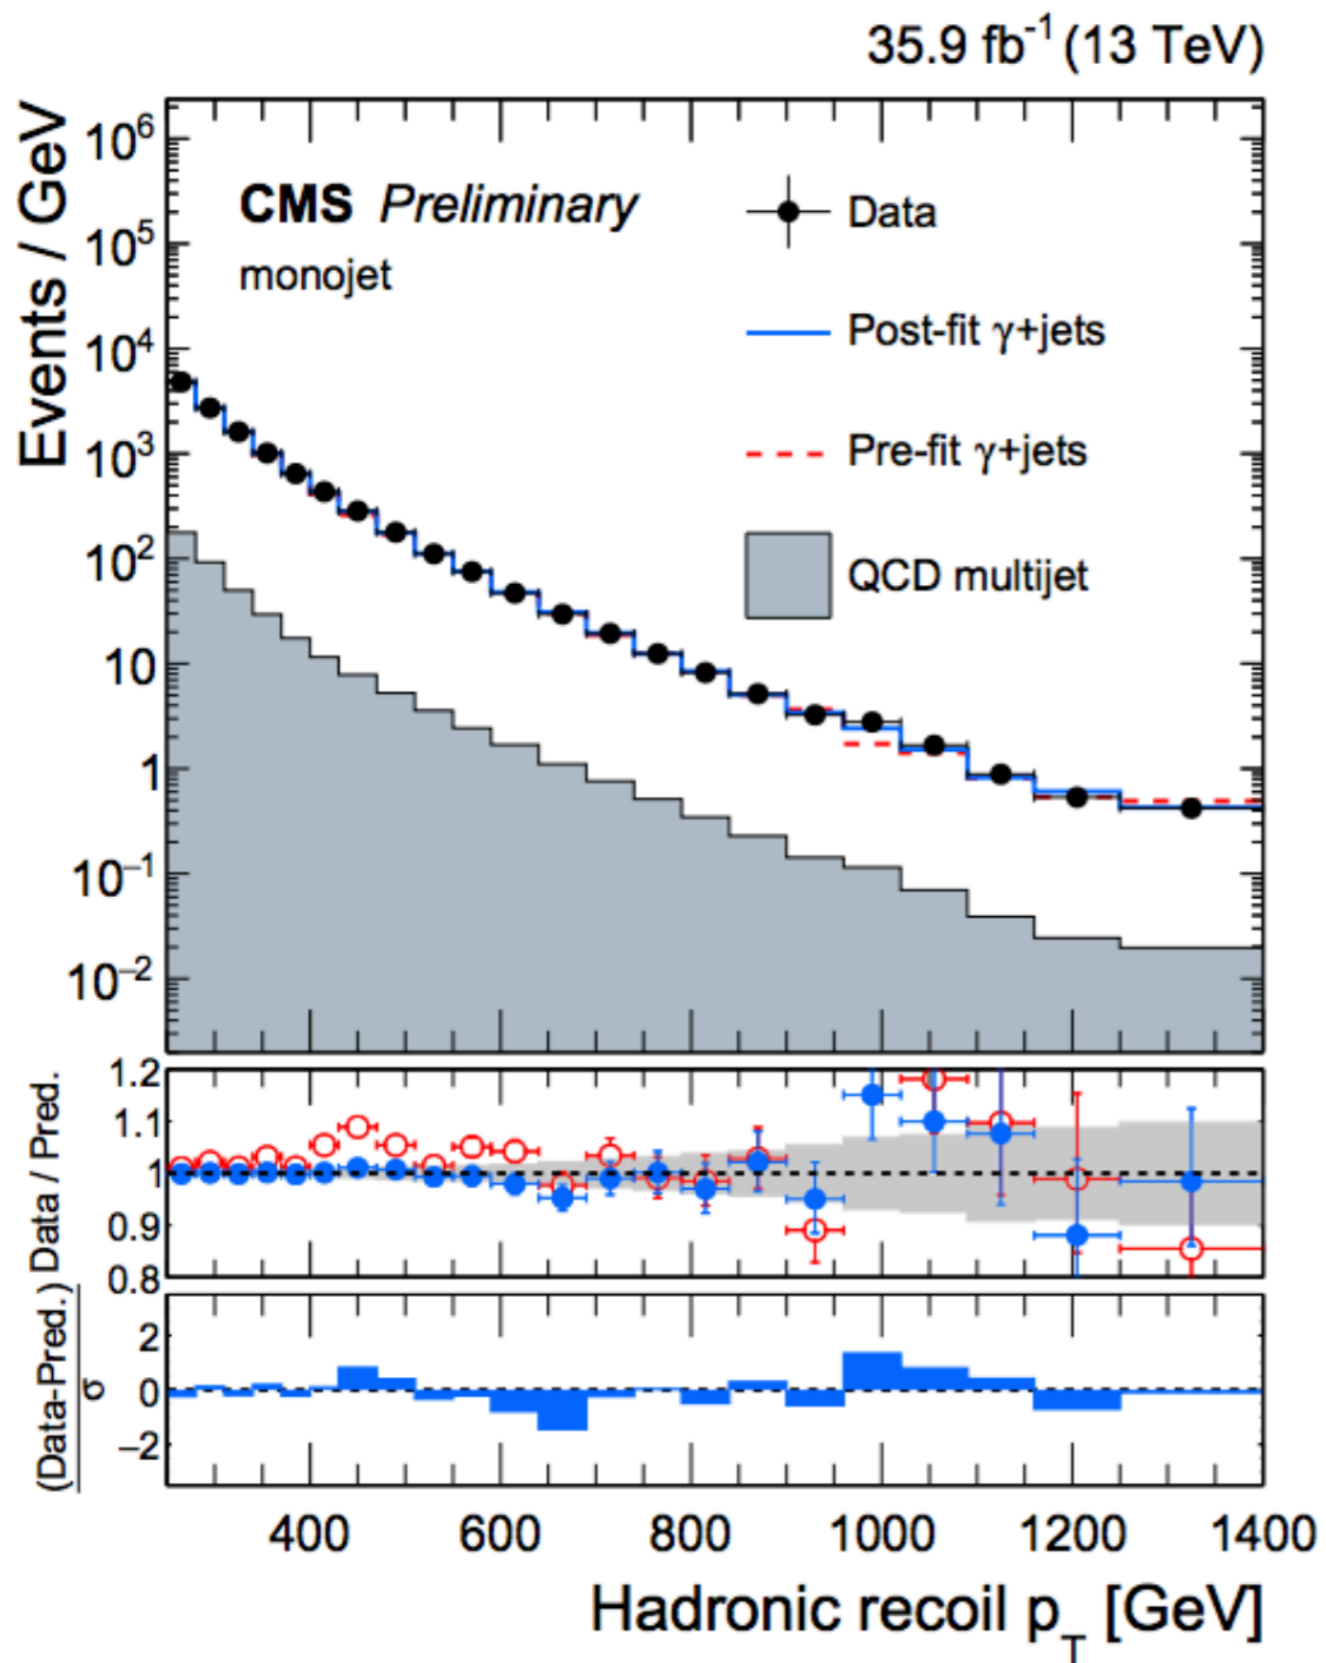 35.9 fb⁻¹ (13 TeV)
Events / GeV
10⁶
10⁵
10⁴
10³
10²
10
1
10⁻¹
10⁻²
CMS Preliminary
monojet
Data
Post-fit γ+jets
Pre-fit γ+jets
QCD multijet
Data / Pred.
1.2
1.1
1
0.9
0.8
(Data-Pred.)
σ
2
0
−2
400 600 800 1000 1200 1400
Hadronic recoil p_T [GeV]